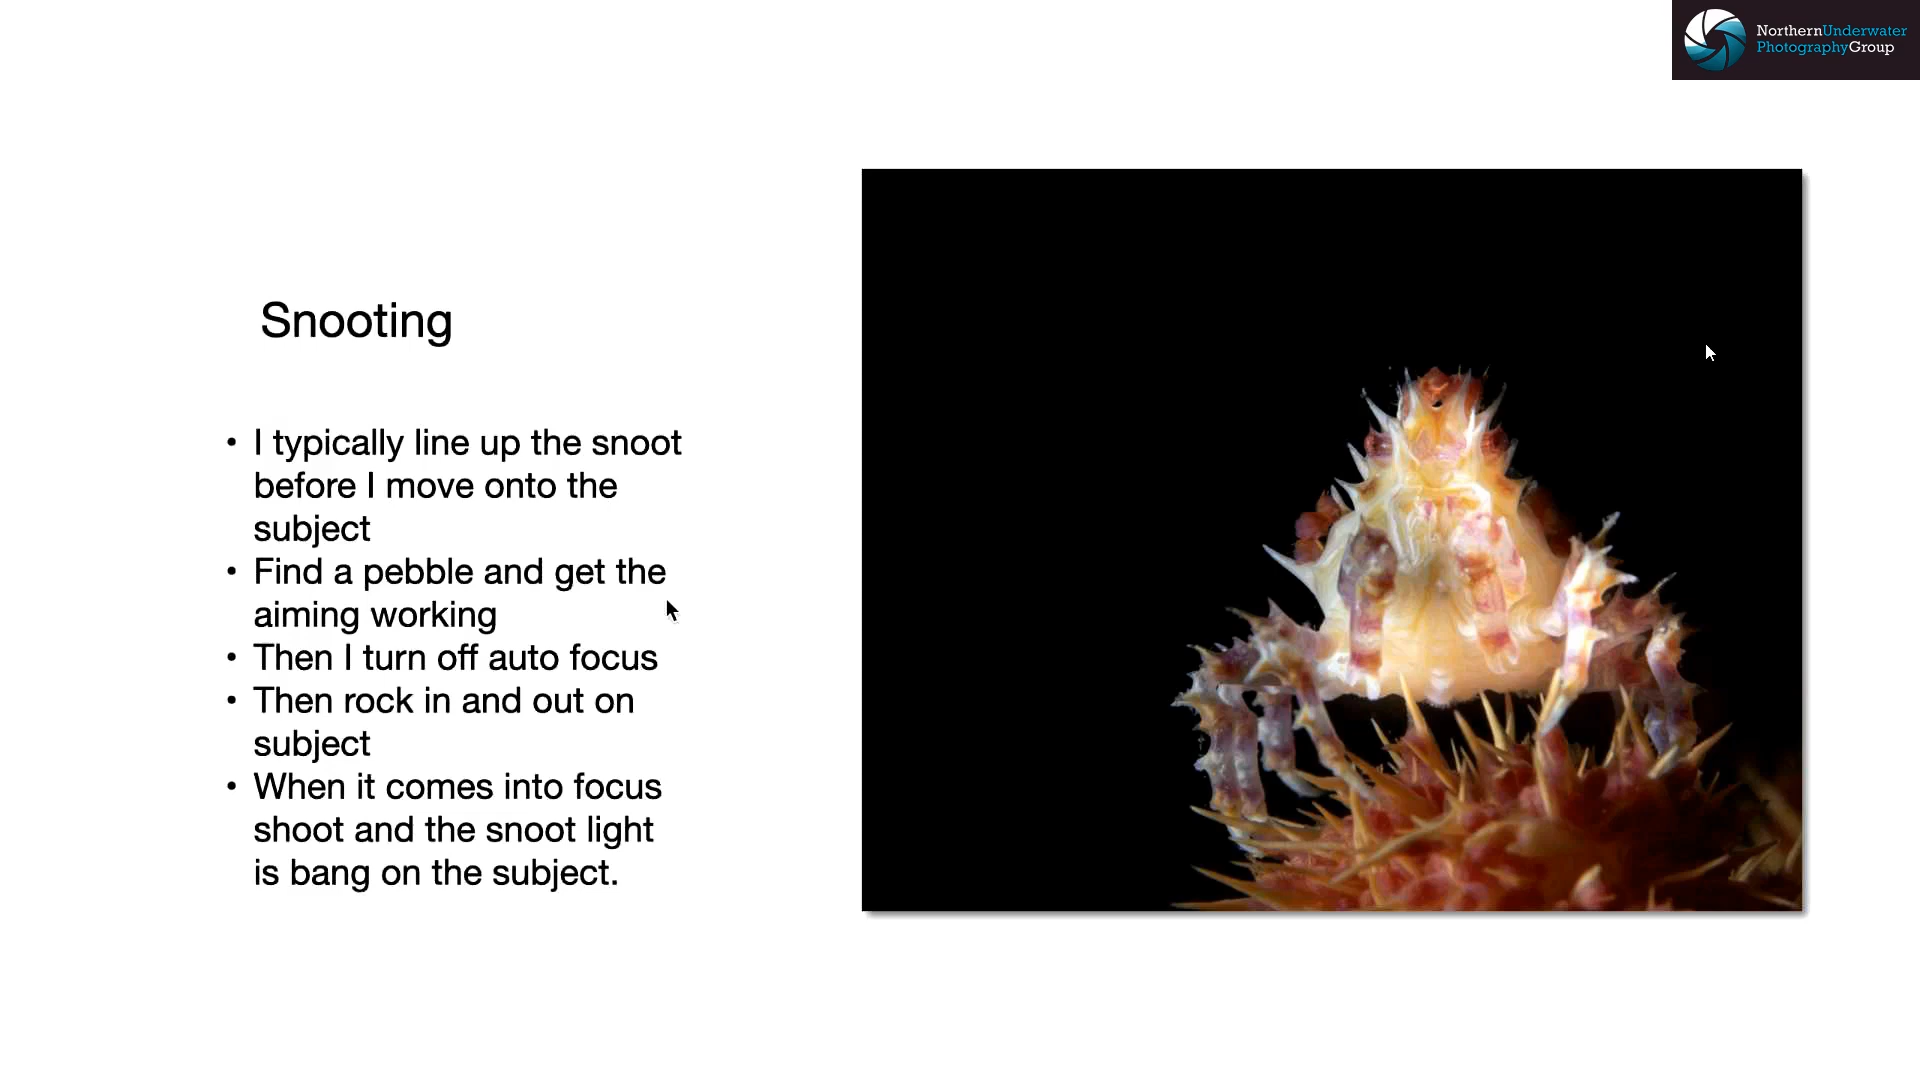 NorthernUnderwater
PhotographyGroup
Snooting
• I typically line up the snoot
before I move onto the
subject
• Find a pebble and get the
aiming working
• Then I turn off auto focus
• Then rock in and out on
subject
• When it comes into focus
shoot and the snoot light
is bang on the subject.